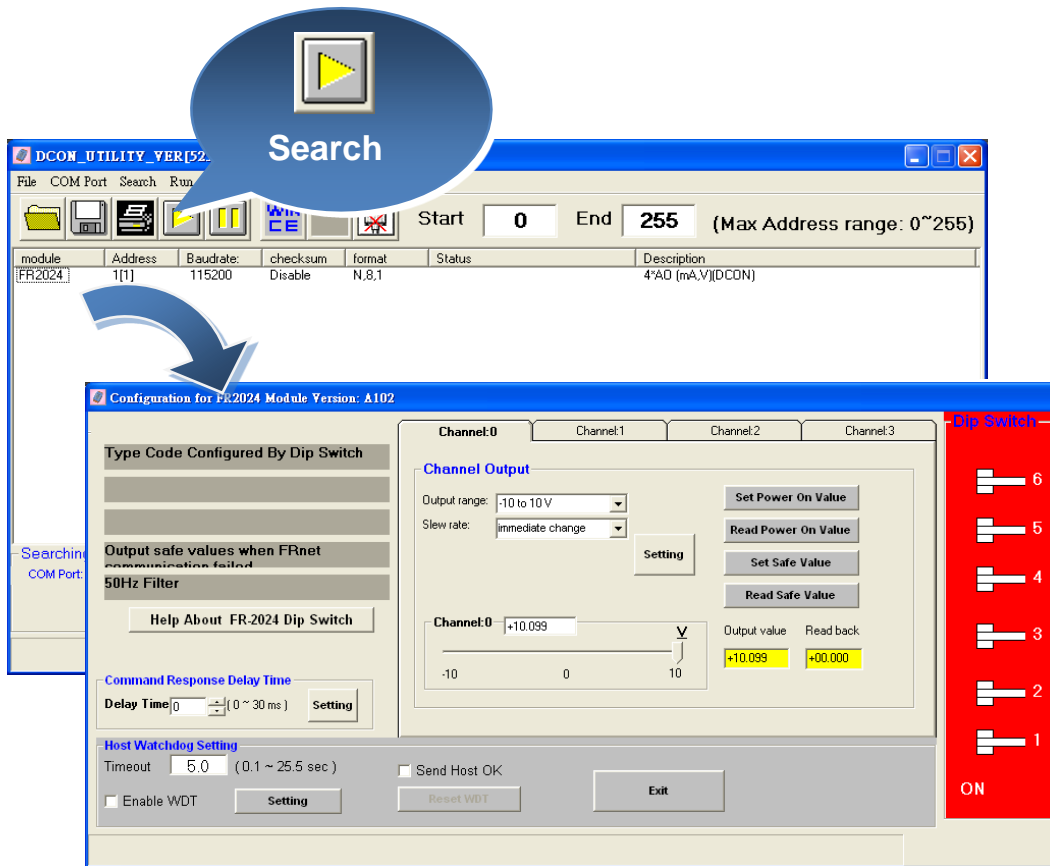 Search
DCON_UTILITY_VER[52
File COM Port Search Run
WIN CE
Start 0 End 255 (Max Address range: 0~255)
module Address Baudrate: checksum format Status Description
FR2024 1[1] 115200 Disable N,8,1 4*AO (mA,V)(DCON)
Searching
COM Port:
Configuration for FR2024 Module Version: A102
Type Code Configured By Dip Switch
Output safe values when FRnet
communication failed
50Hz Filter
Help About FR-2024 Dip Switch
Command Response Delay Time
Delay Time 0 ( 0 ~ 30 ms ) Setting
Channel:0 Channel:1 Channel:2 Channel:3
Channel Output
Output range: -10 to 10 V
Slew rate: immediate change
Setting
Set Power On Value
Read Power On Value
Set Safe Value
Read Safe Value
Channel:0 +10.099
V
-10 0 10
Output value Read back
+10.099 +00.000
Host Watchdog Setting
Timeout 5.0 ( 0.1 ~ 25.5 sec )
Enable WDT Setting
Send Host OK
Reset WDT
Exit
Dip Switch
6
5
4
3
2
1
ON